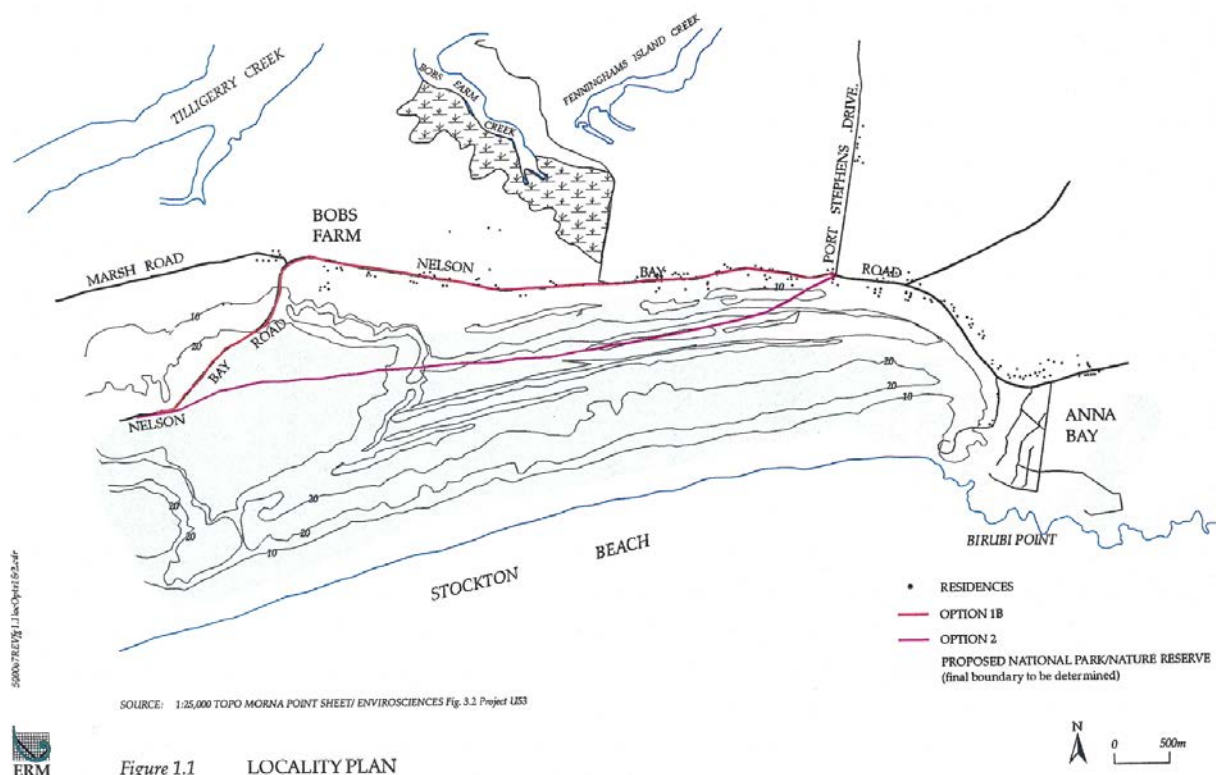 TILLIGERRY CREEK
BOBS FARM
CREEK
FENNINGHAMS ISLAND CREEK
PORT STEPHENS DRIVE
BOBS
FARM
MARSH ROAD
NELSON
BAY
ROAD
10
10
20
BAY ROAD
NELSON
20
20
10
ANNA
BAY
20
20
20
20
10
BIRUBI POINT
STOCKTON
BEACH
RESIDENCES
OPTION 1B
OPTION 2
PROPOSED NATIONAL PARK/NATURE RESERVE
(final boundary to be determined)
SOURCE: 1:25,000 TOPO MORNA POINT SHEET/ ENVIROSCIENCES Fig. 3.2 Project U53
N
0 500m
ERM
Figure 1.1 LOCALITY PLAN